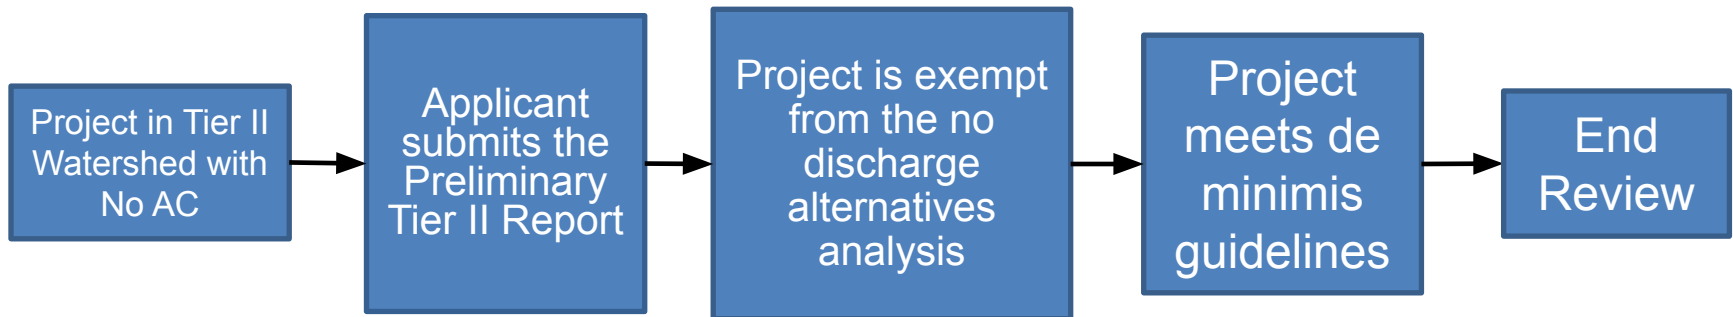 Project in Tier II
Watershed with
No AC
Applicant
submits the
Preliminary
Tier II Report
Project is exempt
from the no
discharge
alternatives
analysis
Project
meets de
minimis
guidelines
End
Review